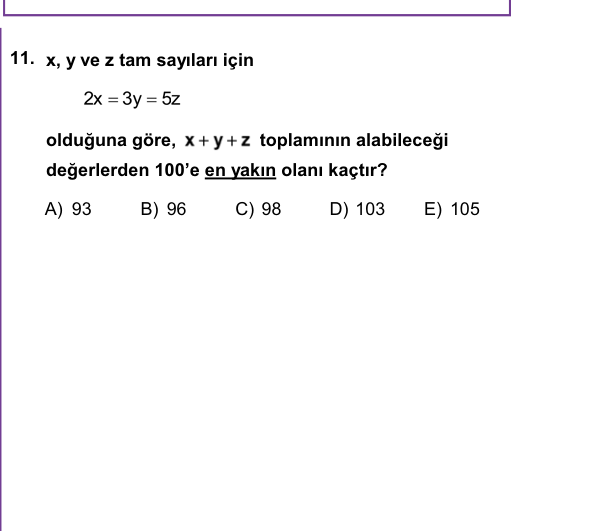 11. x, y ve z tam sayıları için
2x = 3y = 5z
olduğuna göre, x + y + z toplamının alabileceği
değerlerden 100'e en yakın olanı kaçtır?
A) 93 B) 96 C) 98 D) 103 E) 105